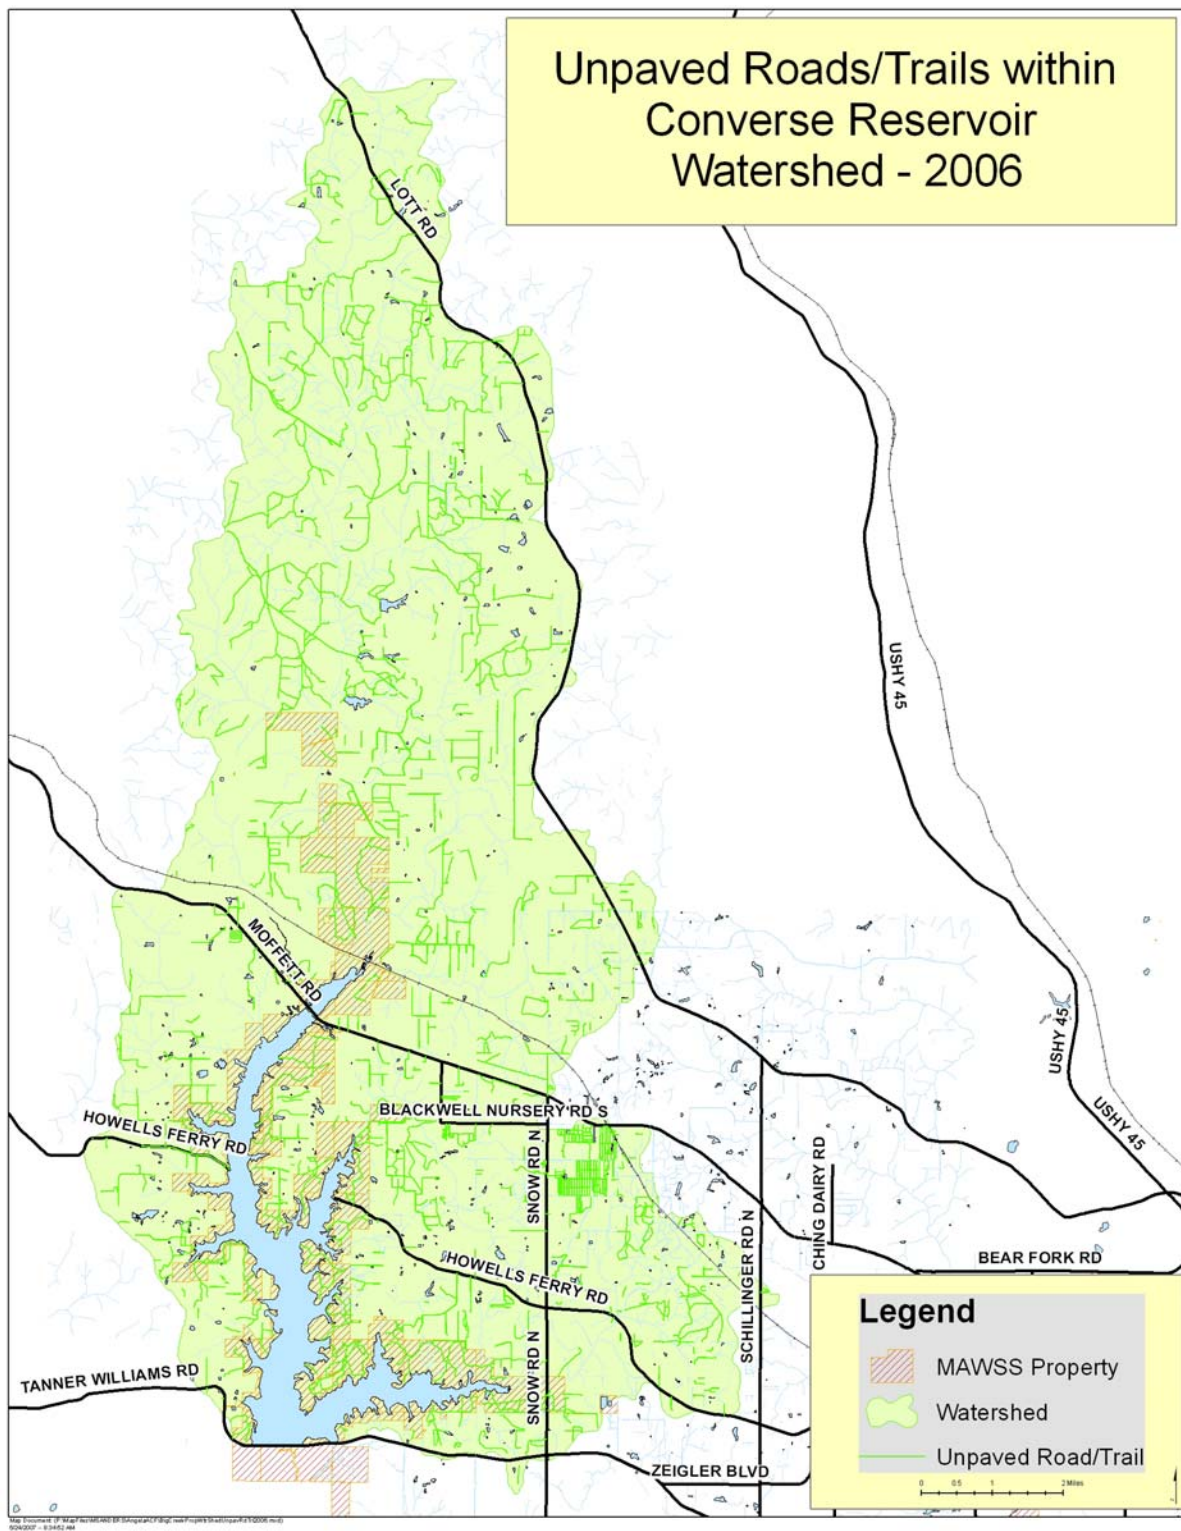 Unpaved Roads/Trails within
Converse Reservoir
Watershed - 2006
LOTT RD
USHY 45
MOFFETT RD
USHY 45
USHY 45
BLACKWELL NURSERY RD S
HOWELLS FERRY RD
SNOW RD N
CHING DAIRY RD
SCHILLINGER RD N
BEAR FORK RD
HOWELLS FERRY RD
SNOW RD N
TANNER WILLIAMS RD
ZEIGLER BLVD
Legend
MAWSS Property
Watershed
Unpaved Road/Trail
0 0.5 1 2 Miles